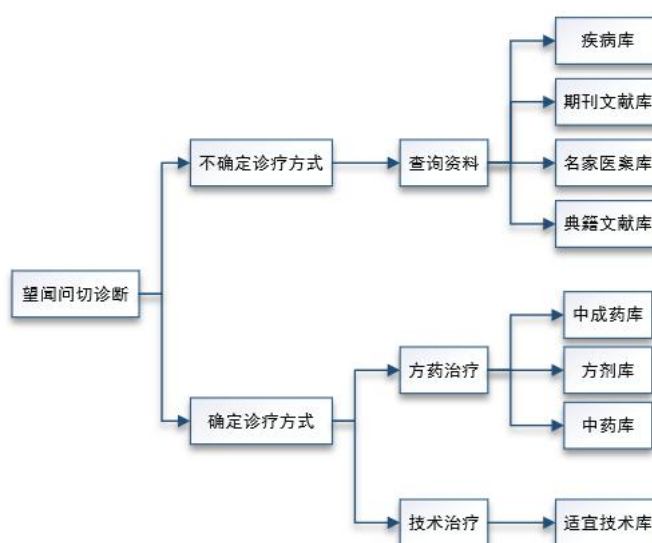 疾病库
期刊文献库
不确定诊疗方式
查询资料
名家医案库
典籍文献库
望闻问切诊断
中成药库
方药治疗
方剂库
确定诊疗方式
中药库
技术治疗
适宜技术库